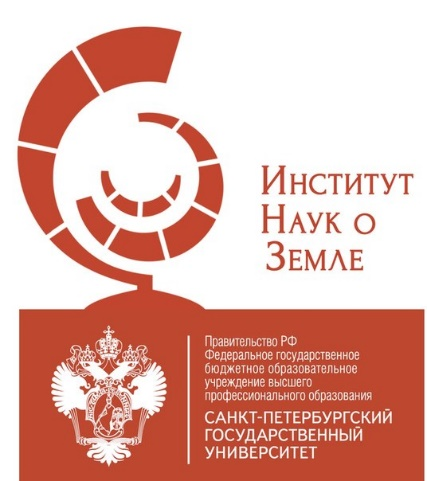 Институт
Наук о
Земле
Правительство РФ
Федеральное государственное
бюджетное образовательное
учреждение высшего
профессионального образования
САНКТ-ПЕТЕРБУРГСКИЙ
ГОСУДАРСТВЕННЫЙ
УНИВЕРСИТЕТ